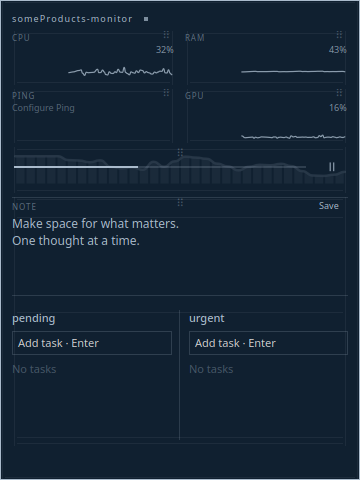 someProducts-monitor
CPU
32%
RAM
43%
PING
Configure Ping
GPU
16%
NOTE
Save
Make space for what matters.
One thought at a time.
pending
Add task · Enter
No tasks
urgent
Add task · Enter
No tasks